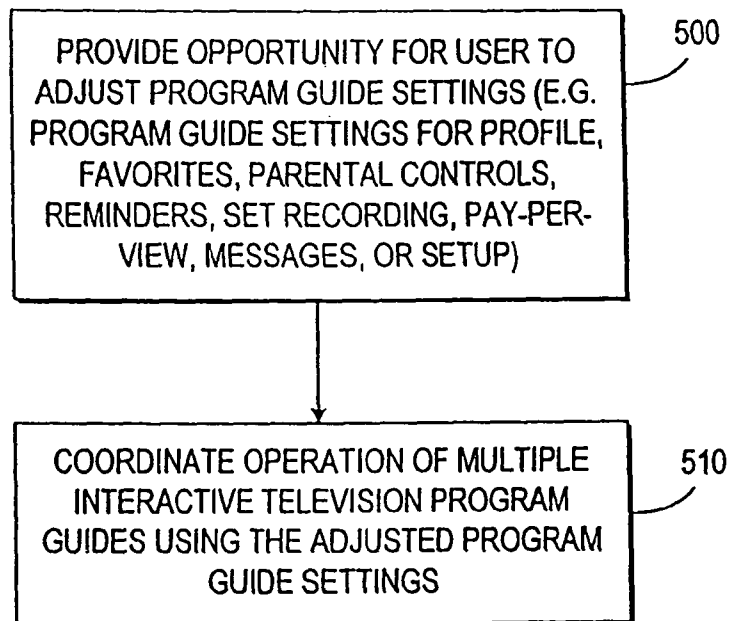 PROVIDE OPPORTUNITY FOR USER TO
ADJUST PROGRAM GUIDE SETTINGS (E.G.
PROGRAM GUIDE SETTINGS FOR PROFILE,
FAVORITES, PARENTAL CONTROLS,
REMINDERS, SET RECORDING, PAY-PER-
VIEW, MESSAGES, OR SETUP)
500
COORDINATE OPERATION OF MULTIPLE
INTERACTIVE TELEVISION PROGRAM
GUIDES USING THE ADJUSTED PROGRAM
GUIDE SETTINGS
510